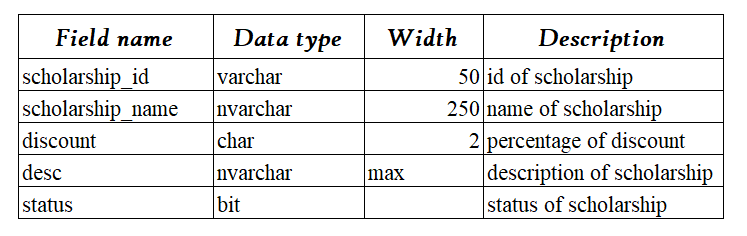 Field name Data type Width Description
scholarship_id varchar 50 id of scholarship
scholarship_name nvarchar 250 name of scholarship
discount char 2 percentage of discount
desc nvarchar max description of scholarship
status bit status of scholarship